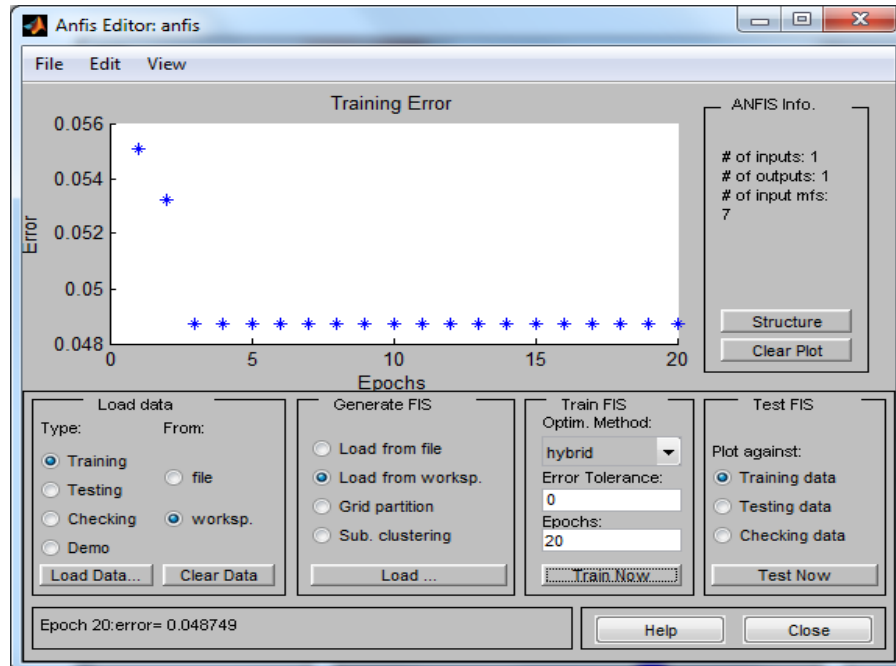 Anfis Editor: anfis
File Edit View
Training Error
0.056
0.054
0.052
0.05
0.048
Error
0 5 10 15 20
Epochs
ANFIS Info.
# of inputs: 1
# of outputs: 1
# of input mfs:
7
Structure
Clear Plot
Load data
Type: From:
Training
Testing
Checking
Demo
file
worksp.
Load Data... Clear Data
Generate FIS
Load from file
Load from worksp.
Grid partition
Sub. clustering
Load ...
Train FIS
Optim. Method:
hybrid
Error Tolerance:
0
Epochs:
20
Train Now
Test FIS
Plot against:
Training data
Testing data
Checking data
Test Now
Epoch 20:error= 0.048749
Help Close